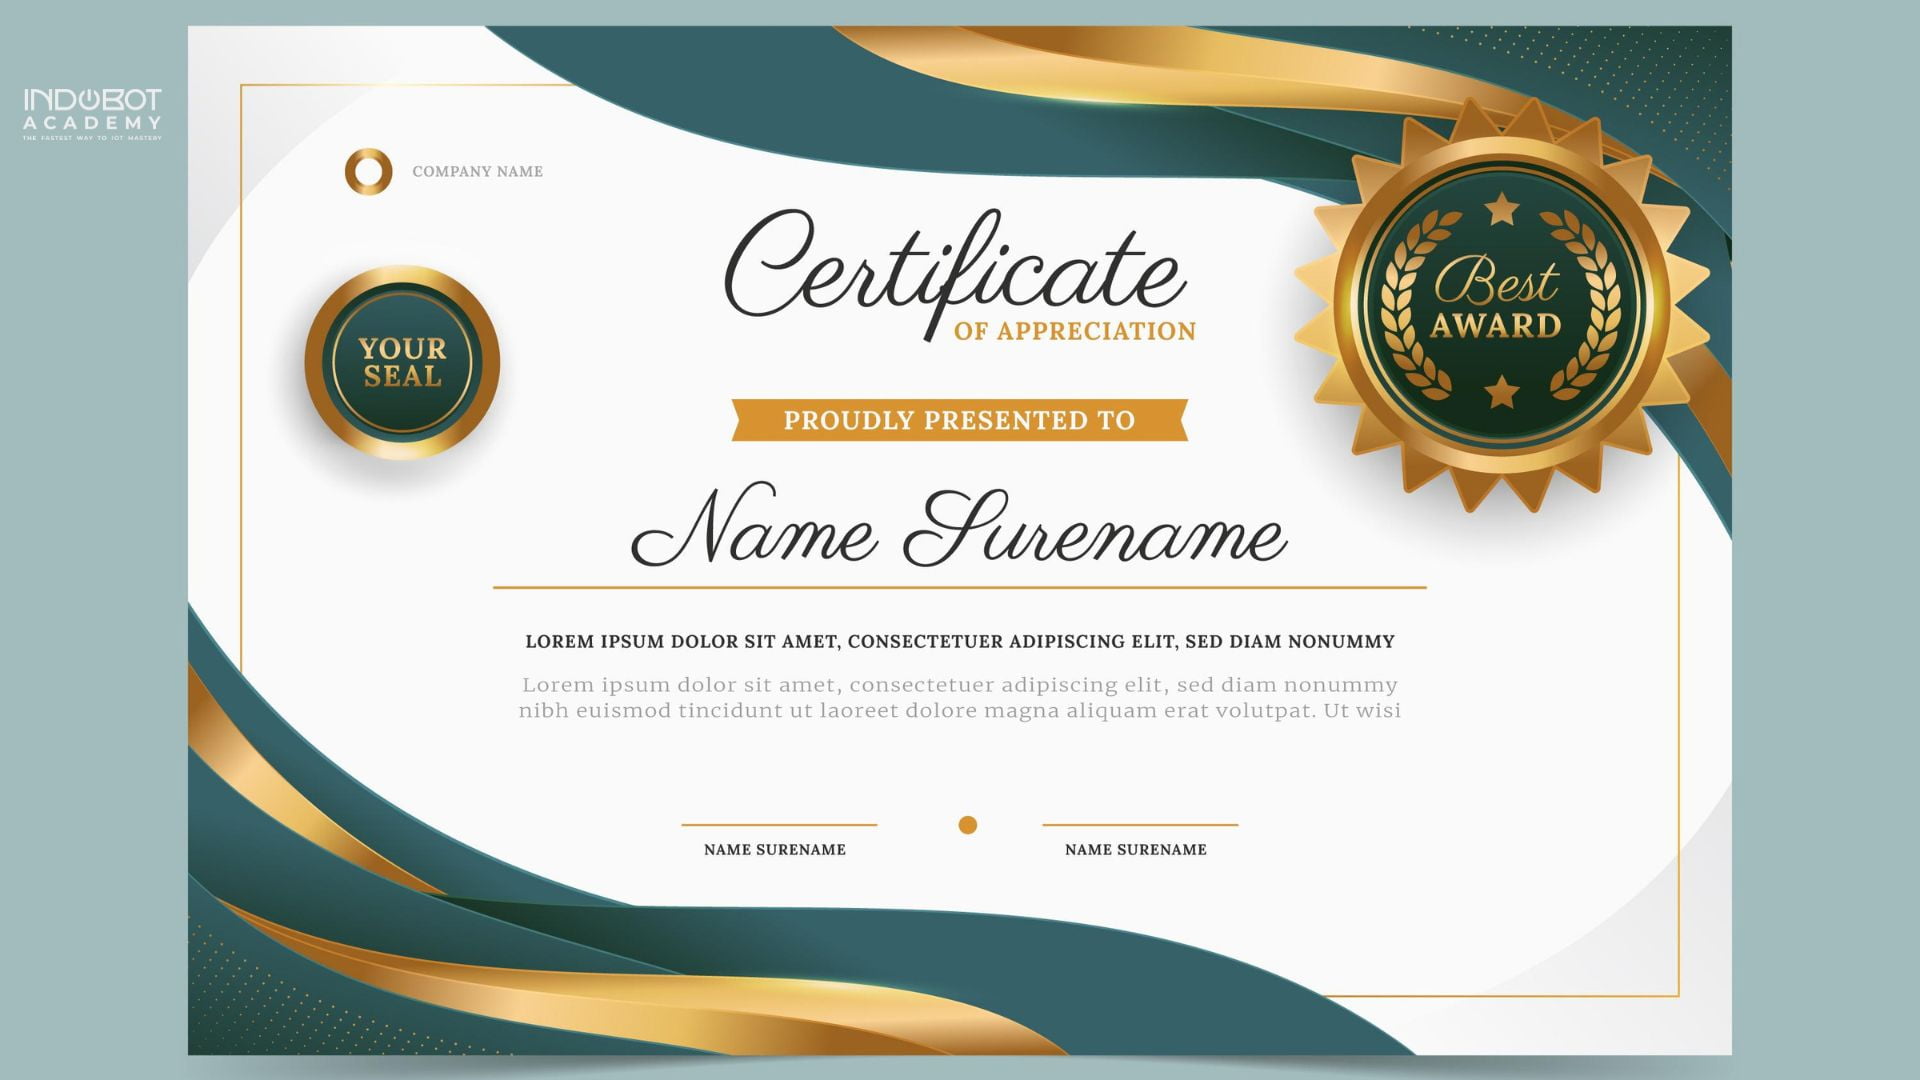 INDOBOT
ACADEMY
THE FASTEST WAY TO IOT MASTERY
COMPANY NAME
Certificate
OF APPRECIATION
Best
AWARD
YOUR
SEAL
PROUDLY PRESENTED TO
Name Surename
LOREM IPSUM DOLOR SIT AMET, CONSECTETUER ADIPISCING ELIT, SED DIAM NONUMMY
Lorem ipsum dolor sit amet, consectetuer adipiscing elit, sed diam nonummy
nibh euismod tincidunt ut laoreet dolore magna aliquam erat volutpat. Ut wisi
NAME SURENAME
NAME SURENAME